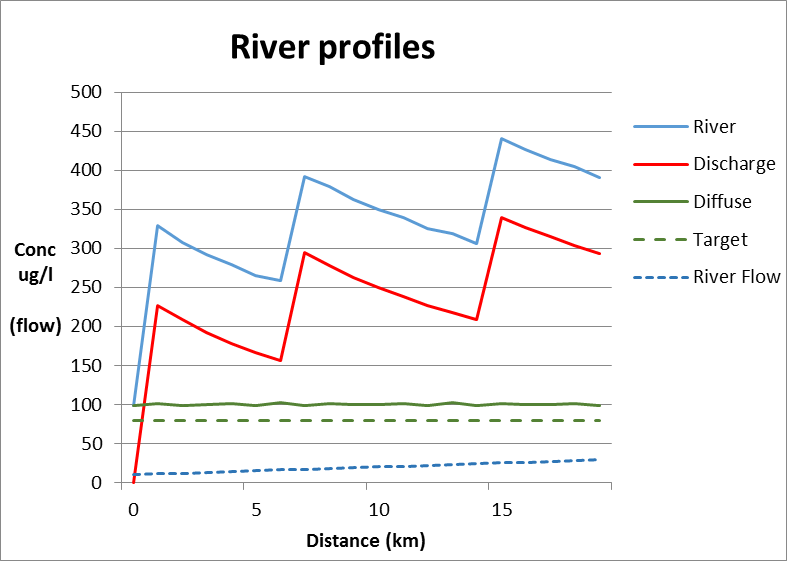 River profiles
500
450
400
350
300
250
200
150
100
50
0
Conc
ug/l
(flow)
0
5
10
15
Distance (km)
River
Discharge
Diffuse
Target
River Flow